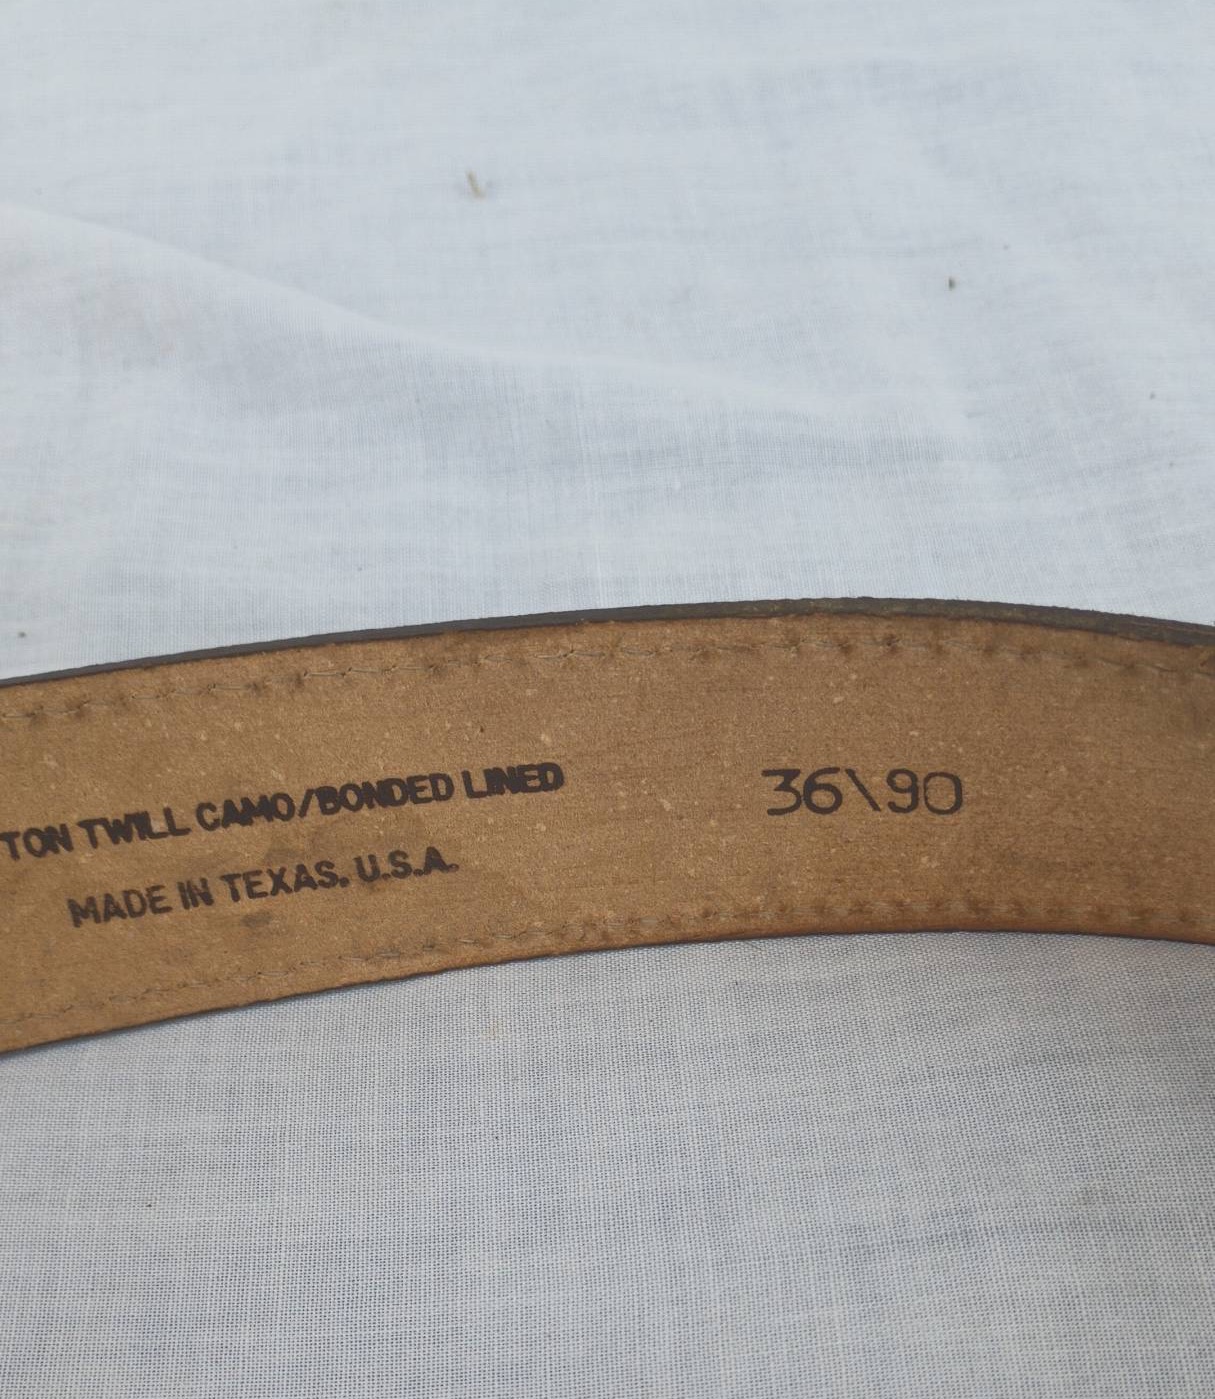 TON TWILL CAMO/BONDED LINED
MADE IN TEXAS, U.S.A.
36\90